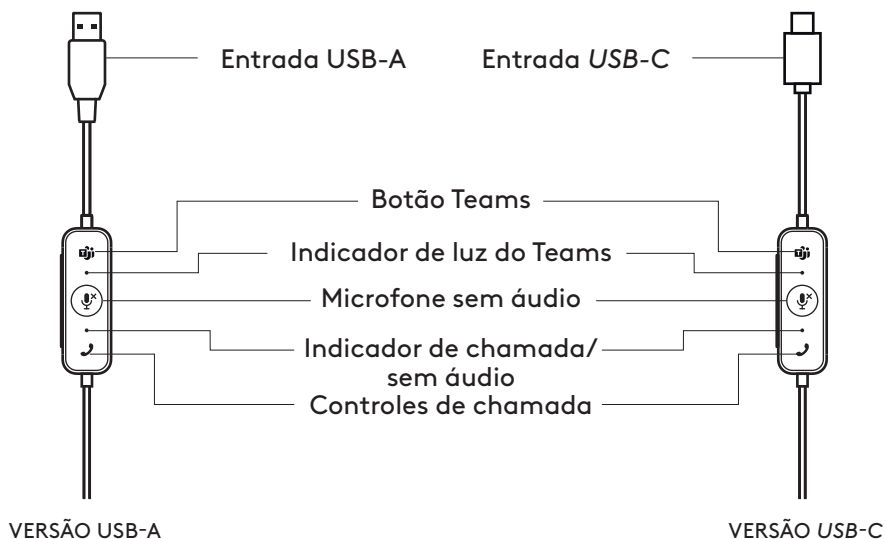 Entrada USB-A
Entrada USB-C
Botão Teams
Indicador de luz do Teams
Microfone sem áudio
Indicador de chamada/
sem áudio
Controles de chamada
VERSÃO USB-A
VERSÃO USB-C